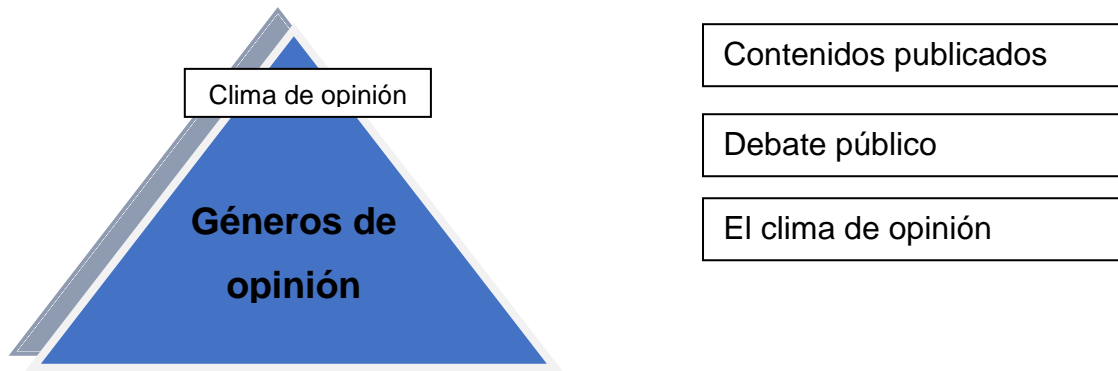 Clima de opinión
Géneros de
opinión
Contenidos publicados
Debate público
El clima de opinión